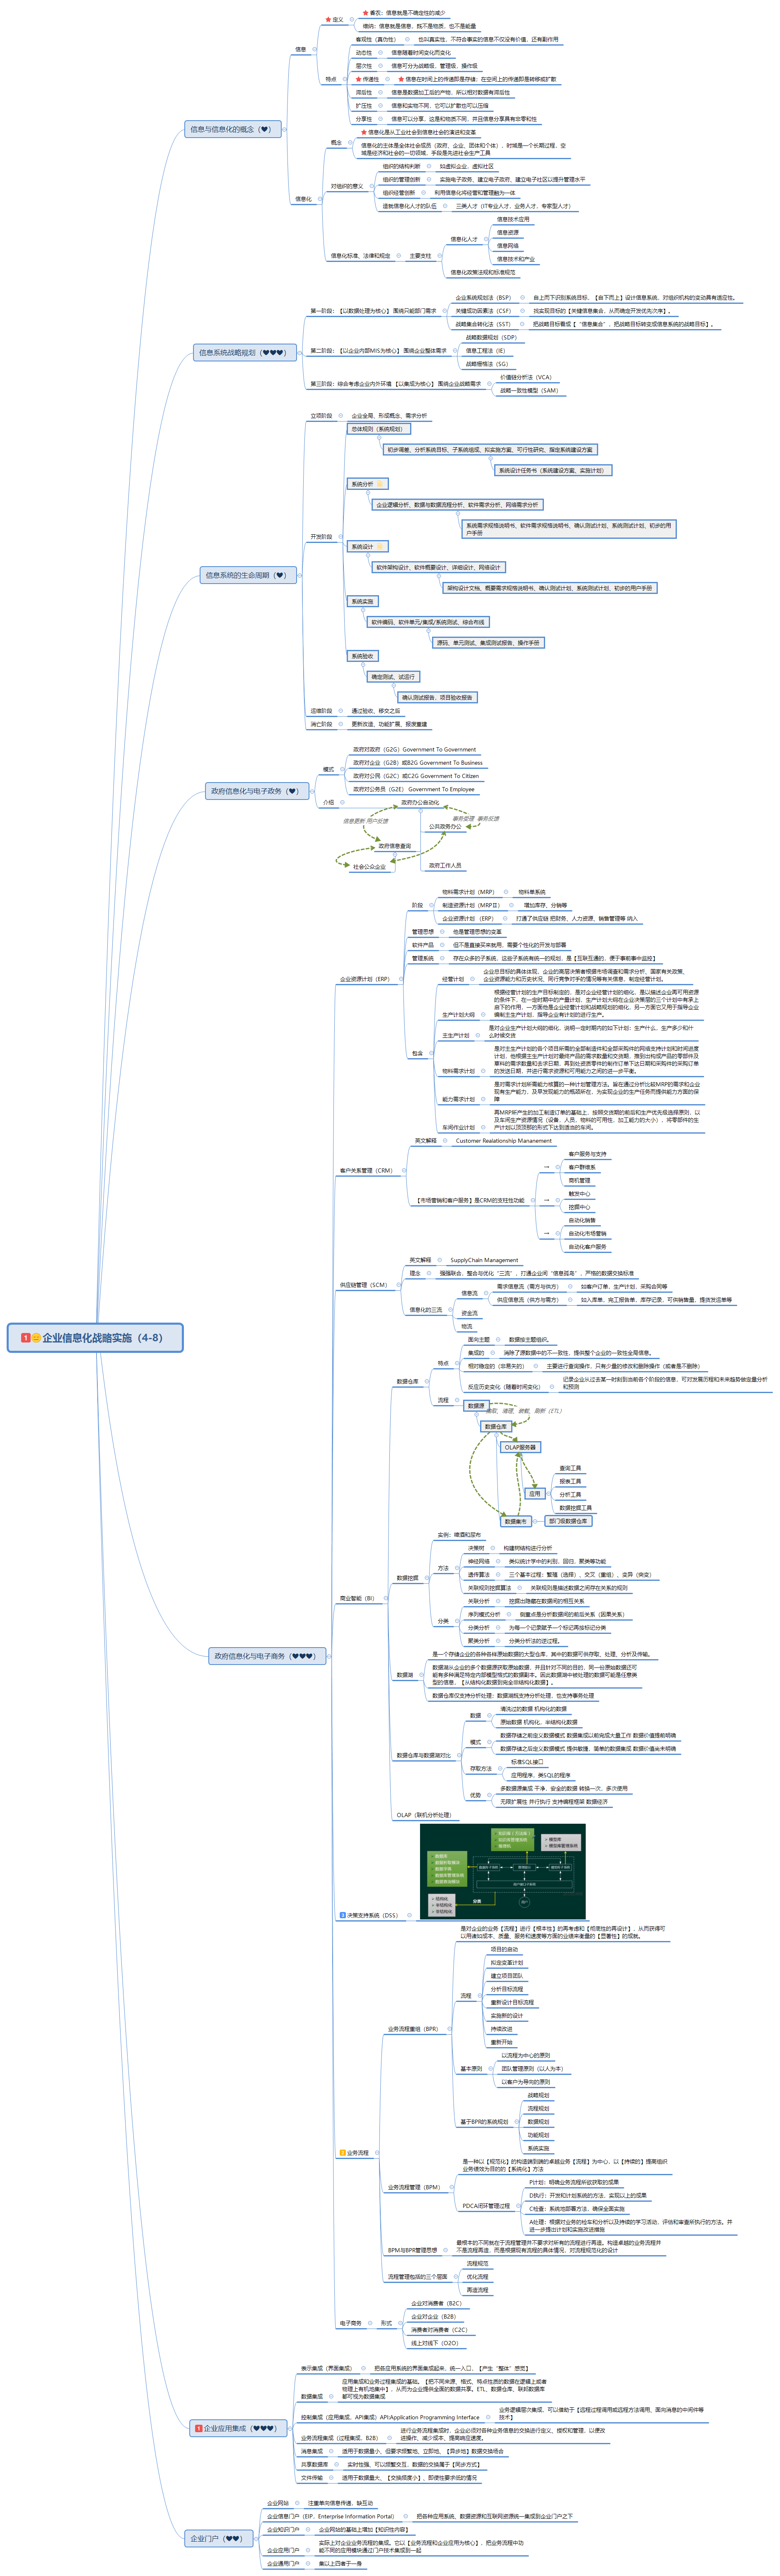 企业信息化战略实施（4-8）
信息与信息化的概念（♥）
信息
定义
香农：信息就是不确定性的减少
维纳：信息就是信息，既不是物质，也不是能量
特点
客观性（真伪性）
也叫真实性，不符合事实的信息不仅没有价值，还有副作用
动态性
信息随着时间变化而变化
层次性
信息可分为战略级、管理级、操作级
传递性
信息在时间上的传递即是存储，在空间上的传递即是转移或扩散
滞后性
信息是数据加工后的产物，所以相对数据有滞后性
扩压性
信息和实物不同，它可以扩散也可以压缩
分享性
信息可以分享，这是和物质不同，并且信息分享具有非零和性
信息化
概念
信息化是从工业社会到信息社会的演进和变革
信息化的主体是全体社会成员（政府、企业、团体和个体），时域是一个长期过程，空
域是经济和社会的一切领域，手段是先进社会生产工具
对组织的意义
组织的结构创新
如虚拟企业、虚拟社区
组织的管理创新
实施电子政务、建立电子政府、建立电子社区以提升管理水平
组织经营创新
利用信息化将经营和管理融为一体
造就信息化人才的队伍
三类人才（IT专业人才，业务人才，专家型人才）
信息化标准、法律和规定
主要支柱
信息化人才
信息技术应用
信息资源
信息网络
信息技术和产业
信息化政策法规和标准规范
信息系统战略规划（♥♥♥）
第一阶段：【以数据处理为核心】 围绕只能部门需求
企业系统规划法（BSP）
自上而下识别系统目标，【自下而上】设计信息系统，对组织机构的变动具有适应性。
关键成功因素法（CSF）
找实现目标的【关键信息集合，从而确定开发优先次序】。
战略集合转化法（SST）
把战略目标看成【“信息集合”，把战略目标转变成信息系统的战略目标】。
第二阶段：【以企业内部MIS为核心】 围绕企业整体需求
战略数据规划（SDP）
信息工程法（IE）
战略栅格法（SG）
第三阶段：综合考虑企业内外环境 【以集成为核心】 围绕企业战略需求
价值链分析法（VCA）
战略一致性模型（SAM）
信息系统的生命周期（♥）
立项阶段
企业全局、形成概念、需求分析
开发阶段
总体规则（系统规划）
初步调差、分析系统目标、子系统组成、拟实施方案、可行性研究、指定系统建设方案
系统设计任务书（系统建设方案、实施计划）
系统分析
企业逻辑分析、数据与数据流程分析、软件需求分析、网络需求分析
系统需求规格说明书、软件需求规格说明书、确认测试计划、系统测试计划、初步的用
户手册
系统设计
软件架构设计、软件概要设计、详细设计、网络设计
架构设计文档、概要需求规格说明书、确认测试计划、系统测试计划、初步的用户手册
系统实施
软件编码、软件单元/集成/系统测试、综合布线
源码、单元测试、集成测试报告、操作手册
系统验收
确定测试、试运行
确认测试报告、项目验收报告
运维阶段
通过验收、移交之后
消亡阶段
更新改造、功能扩展、报废重建
政府信息化与电子政务（♥）
模式
政府对政府（G2G）Government To Government
政府对企业（G2B）或B2G Government To Business
政府对公民（G2C）或C2G Government To Citizen
政府对公务员（G2E） Government To Employee
介绍
政府办公自动化
信息更新 用户反馈
事务受理 事务反馈
公共政务办公
政府信息查询
社会公众企业
政府工作人员
政府信息化与电子商务（♥♥♥）
企业资源计划（ERP）
阶段
物料需求计划（MRP）
物料单系统
制造资源计划（MRPⅡ）
增加库存、分销等
企业资源计划 （ERP）
打通了供应链 把财务、人力资源、销售管理等 纳入
管理思想
他是管理思想的变革
软件产品
但不是直接买来就用，需要个性化的开发与部署
管理系统
存在众多的子系统，这些子系统有统一的规划，是【互联互通的，便于事前事中监控】
包含
经营计划
企业总目标的具体体现，企业的高层决策者根据市场调查和需求分析、国家有关政策、
企业资源能力和历史状况、同行竞争对手的情况等有关信息，制定经营计划。
生产计划大纲
根据经营计划的生产目标制定的，是对企业经营计划的细化，是以描述企业再可用资源
的条件下，在一定时期中的产量计划。生产计划大纲在企业决策层的三个计划中有承上
启下的作用，一方面他是企业经营计划和战略规划的细化，另一方面它又用于指导企业
编制主生产计划，指导企业有计划的进行生产。
主生产计划
是对企业生产计划大纲的细化，说明一定时期内的如下计划：生产什么，生产多少和什
么时候交货
物料需求计划
是对主生产计划的各个项目所需的全部制造件和全部采购件的网络支持计划和时间进度
计划。他根据主生产计划对最终产品的需求数量和交货期，推到出构成产品的零部件及
草料的需求数量和去求日期，再到处组质零件的制作订单下达日期和采购件的采购订单
的发送日期，并进行需求资源和可用能力之间的进一步平衡。
能力需求计划
是对需求计划所需能力核算的一种计划管理方法。旨在通过分析比较MRP的需求和企业
现有生产能力，及早发现能力的瓶颈所在，为实现企业的生产任务而提供能力方面的保
障
车间作业计划
再MRP所产生的加工制造订单的基础上，按照交货期的前后和生产优先级选择原则，以
及车间生产资源情况（设备、人员、物料的可用性、加工能力的大小），将零部件的生
产计划以顶顶那的形式下达到适当的车间。
客户关系管理（CRM）
英文解释
Customer Realationship Mananement
【市场营销和客户服务】是CRM的支柱性功能
→
客户服务与支持
客户群维系
商机管理
→
触发中心
挖掘中心
→
自动化销售
自动化市场营销
自动化客户服务
供应链管理（SCM）
英文解释
SupplyChain Management
理念
强强联合，整合与优化“三流”，打通企业间“信息孤岛”，严格的数据交换标准
信息化的三流
信息流
需求信息流（需方与供方）
如客户订单，生产计划，采购合同等
供应信息流（供方与需方）
如入库单，完工报告单，库存记录，可供销售量，提货发运单等
资金流
物流
商业智能（BI）
数据仓库
特点
面向主题
数据按主题组织。
集成的
消除了源数据中的不一致性，提供整个企业的一致性全局信息。
相对稳定的（非易失的）
主要进行查询操作，只有少量的修改和删除操作（或者是不删除）
反应历史变化（随着时间变化）
记录企业从过去某一时刻到当前各个阶段的信息，可对发展历程和未来趋势做定量分析
和预测
流程
数据源
抽取、清理、装载、刷新（ETL）
数据仓库
OLAP服务器
应用
查询工具
报表工具
分析工具
数据挖掘工具
数据集市
部门级数据仓库
数据挖掘
实例：啤酒和尿布
方法
决策树
构建树结构进行分析
神经网络
类似统计学中的判别、回归、聚类等功能
遗传算法
三个基本过程：繁殖（选择），交叉（重组），变异（突变）
关联规则挖掘算法
关联规则是描述数据之间存在关系的规则
分类
关联分析
挖掘出隐藏在数据间的相互关系
序列模式分析
侧重点是分析数据间的前后关系（因果关系）
分类分析
为每一个记录赋予一个标记再按标记分类
聚类分析
分类分析法的逆过程。
数据湖
是一个存储企业的各种各样原始数据的大型仓库，其中的数据可供存取、处理、分析及传输。
数据湖从企业的多个数据源获取原始数据，并且针对不同的目的，同一份原始数据还可
能有多种满足特定内部模型格式的数据副本。因此数据湖中被处理的数据可能是任意类
型的信息，【从结构化数据到完全非结构化数据】。
数据仓库仅支持分析处理；数据湖既支持分析处理，也支持事务处理
数据仓库与数据湖对比
数据
清洗过的数据 机构化的数据
原始数据 机构化、半结构化数据
模式
数据存储之前定义数据模式 数据集成以前完成大量工作 数据价值提前明确
数据存储之后定义数据模式 提供敏捷、简单的数据集成 数据价值尚未明确
存取方法
标准SQL接口
应用程序、类SQL的程序
优势
多数据源集成 干净、安全的数据 转换一次，多次使用
无限扩展性 并行执行 支持编程框架 数据经济
OLAP（联机分析处理）
决策支持系统（DSS）
业务流程
业务流程重组（BPR）
是对企业的业务【流程】进行【根本性】的再考虑和【彻底性的再设计】，从而获得可
以用诸如成本、质量、服务和速度等方面的业绩来衡量的【显著性】的成就。
流程
项目的启动
拟定变革计划
建立项目团队
分析目标流程
重新设计目标流程
实施新的设计
持续改进
重新开始
基本原则
以流程为中心的原则
团队管理原则（以人为本）
以客户为导向的原则
基于BPR的系统规划
战略规划
流程规划
数据规划
功能规划
系统实施
业务流程管理（BPM）
是一种以【规范化】的构造端到端的卓越业务【流程】为中心，以【持续的】提高组织
业务绩效为目的的【系统化】方法
PDCA闭环管理过程
P计划：明确业务流程所欲获取的成果
D执行：开发和计划系统的方法，实现以上的成果
C检查：系统地部署方法，确保全面实施
A处理：根据对业务的检车和分析以及持续的学习活动，评估和审查所执行的方法。并
进一步提出计划和实施改进措施
BPM与BPR管理思想
最根本的不同就在于流程管理并不要求对所有的流程进行再造。构造卓越的业务流程并
不是流程再造，而是根据现有流程的具体情况，对流程规范化的设计
流程管理包括的三个层面
流程规范
优化流程
再造流程
电子商务
形式
企业对消费者（B2C）
企业对企业（B2B）
消费者对消费者（C2C）
线上对线下（O2O）
企业应用集成（♥♥♥）
表示集成（界面集成）
把各应用系统的界面集成起来，统一入口，【产生“整体”感觉】
数据集成
应用集成和业务过程集成的基础。【把不同来源、格式、特点性质的数据在逻辑上或者
物理上有机地集中】，从而为企业提供全面的数据共享。ETL、数据仓库、联邦数据库
都可视为数据集成
控制集成（应用集成、API集成）API:Application Programming Interface
业务逻辑层次集成，可以借助于【远程过程调用或远程方法调用、面向消息的中间件等
技术】
业务流程集成（过程集成、B2B）
进行业务流程集成时，企业必须对各种业务信息的交换进行定义、授权和管理，以便改
进操作、减少成本、提高响应速度。
消息集成
适用于数据量小、但要求频繁地、立即地、【异步地】数据交换场合
共享数据库
实时性强、可以频繁交互，数据的交换属于【同步方式】
文件传输
适用于数据量大、【交换频度小】、即使性要求低的情况
企业门户（♥♥）
企业网站
注重单向信息传递，缺互动
企业信息门户（EIP，Enterprise Information Portal）
把各种应用系统、数据资源和互联网资源统一集成到企业门户之下
企业知识门户
企业网站的基础上增加【知识性内容】
企业应用门户
实际上对企业业务流程的集成。它以【业务流程和企业应用为核心】，把业务流程中功
能不同的应用模块通过门户技术集成到一起
企业通用门户
集以上四者于一身